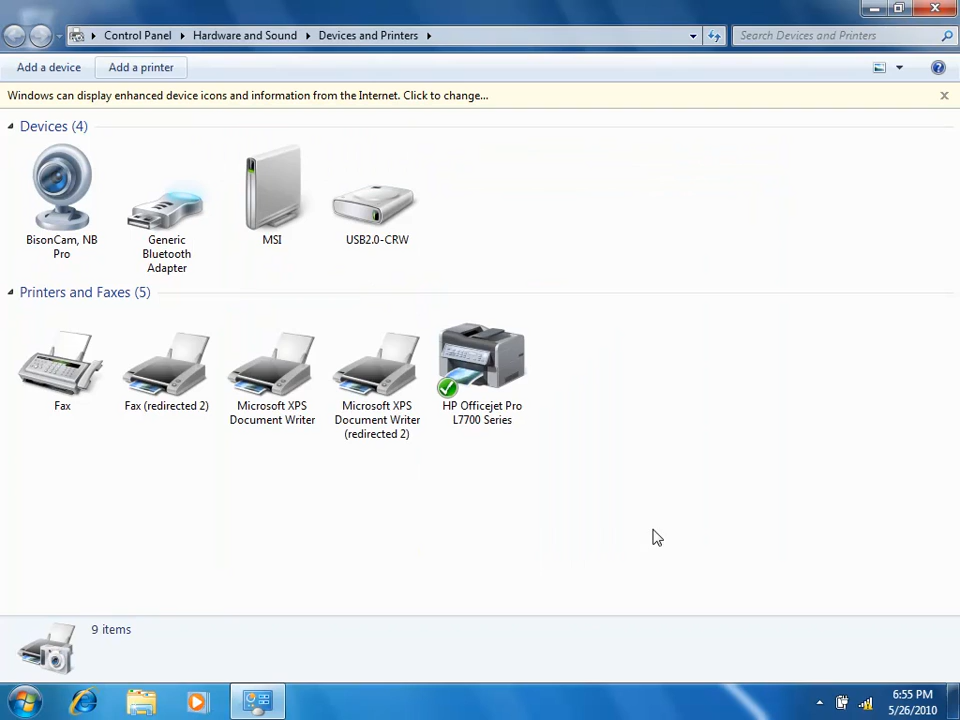 Control Panel Hardware and Sound Devices and Printers Search Devices and Printers
Add a device Add a printer
Windows can display enhanced device icons and information from the Internet. Click to change...
Devices (4)
BisonCam, NB
Pro
Generic
Bluetooth
Adapter
MSI
USB2.0-CRW
Printers and Faxes (5)
Fax
Fax (redirected 2)
Microsoft XPS
Document Writer
Microsoft XPS
Document Writer
(redirected 2)
HP Officejet Pro
L7700 Series
9 items
6:55 PM
5/26/2010